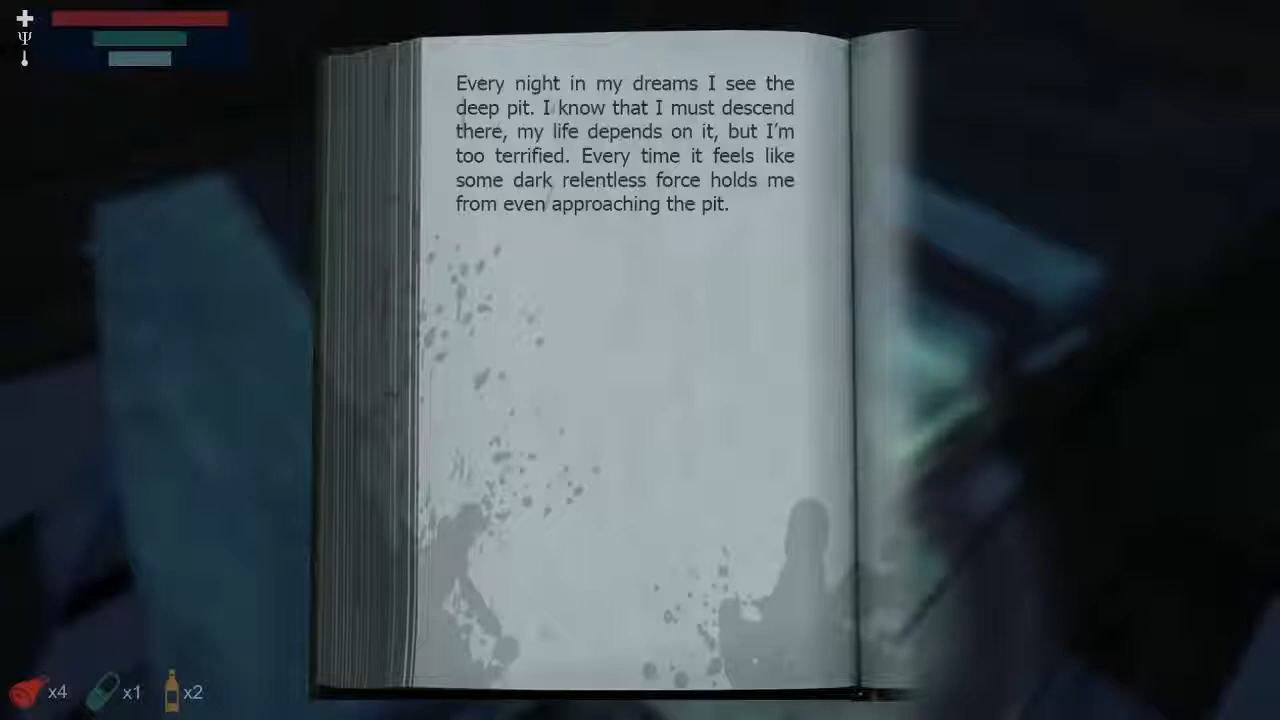 Every night in my dreams I see the
deep pit. I know that I must descend
there, my life depends on it, but I'm
too terrified. Every time it feels like
some dark relentless force holds me
from even approaching the pit.
x4 x1 x2